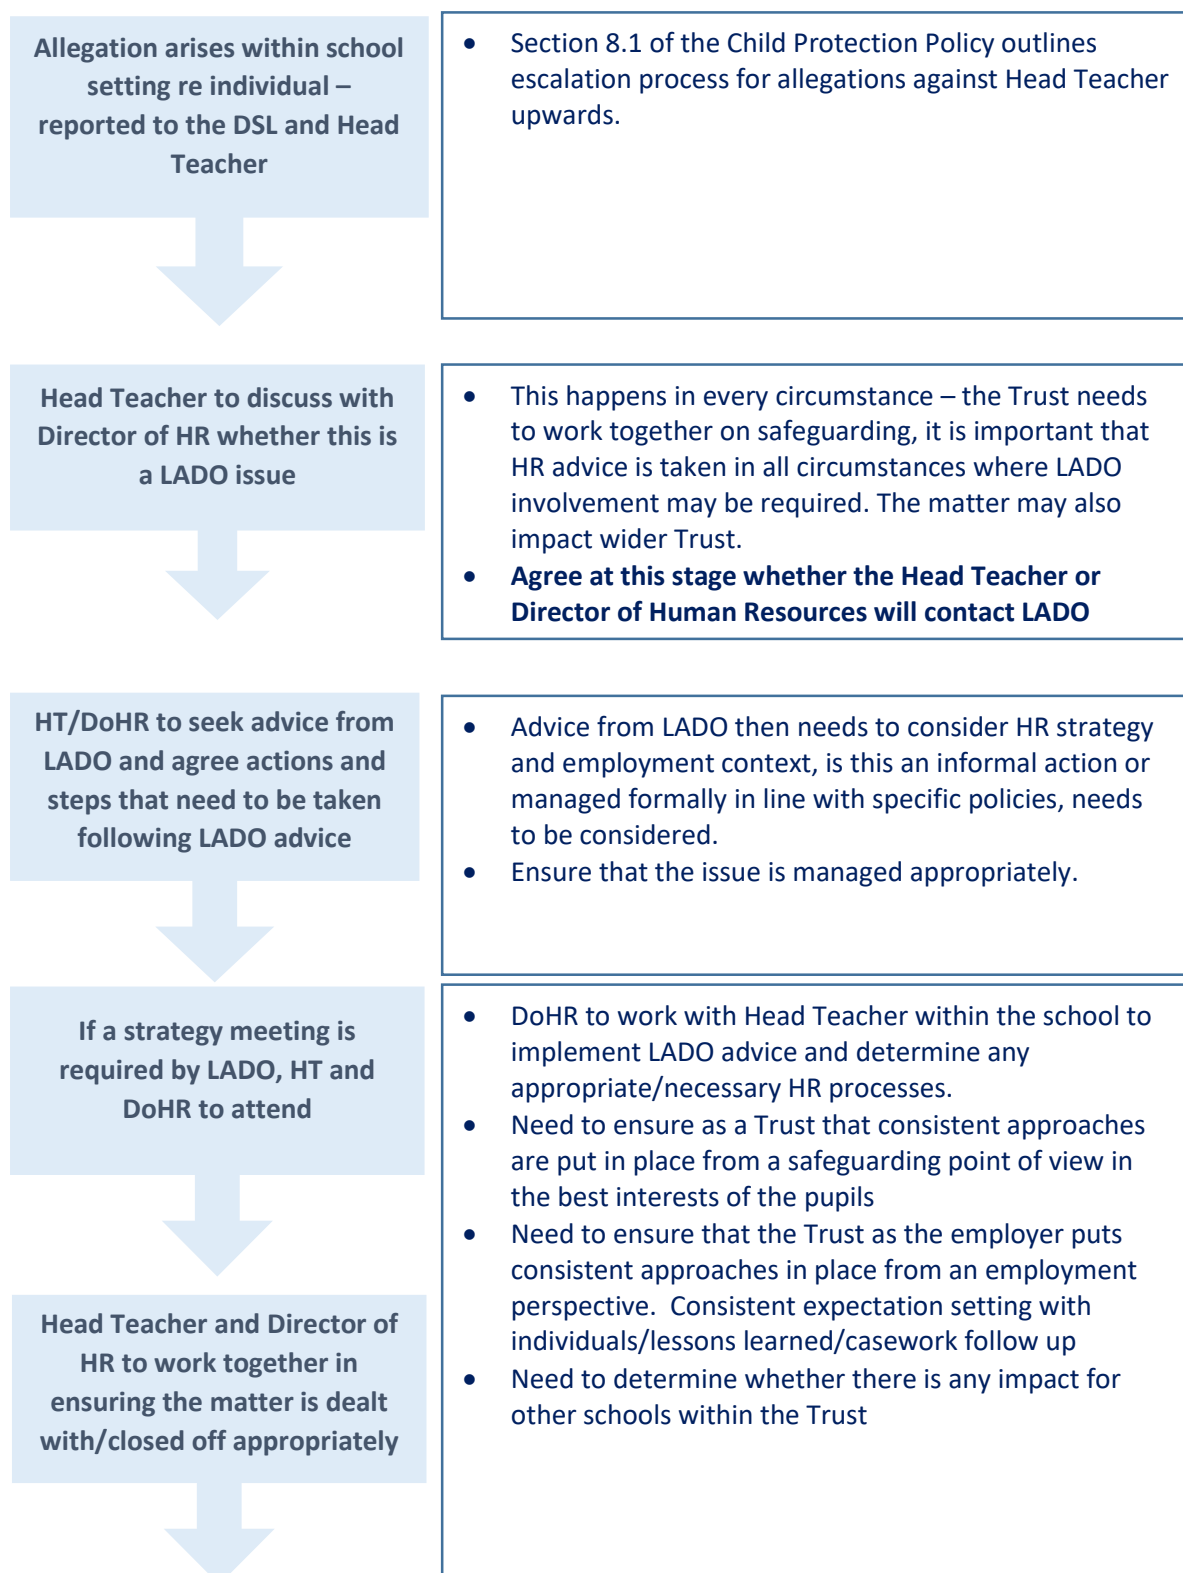 Allegation arises within school
setting re individual –
reported to the DSL and Head
Teacher
• Section 8.1 of the Child Protection Policy outlines
escalation process for allegations against Head Teacher
upwards.
Head Teacher to discuss with
Director of HR whether this is
a LADO issue
• This happens in every circumstance – the Trust needs
to work together on safeguarding, it is important that
HR advice is taken in all circumstances where LADO
involvement may be required. The matter may also
impact wider Trust.
• Agree at this stage whether the Head Teacher or
Director of Human Resources will contact LADO
HT/DoHR to seek advice from
LADO and agree actions and
steps that need to be taken
following LADO advice
• Advice from LADO then needs to consider HR strategy
and employment context, is this an informal action or
managed formally in line with specific policies, needs
to be considered.
• Ensure that the issue is managed appropriately.
If a strategy meeting is
required by LADO, HT and
DoHR to attend
• DoHR to work with Head Teacher within the school to
implement LADO advice and determine any
appropriate/necessary HR processes.
• Need to ensure as a Trust that consistent approaches
are put in place from a safeguarding point of view in
the best interests of the pupils
• Need to ensure that the Trust as the employer puts
consistent approaches in place from an employment
perspective.  Consistent expectation setting with
individuals/lessons learned/casework follow up
• Need to determine whether there is any impact for
other schools within the Trust
Head Teacher and Director of
HR to work together in
ensuring the matter is dealt
with/closed off appropriately